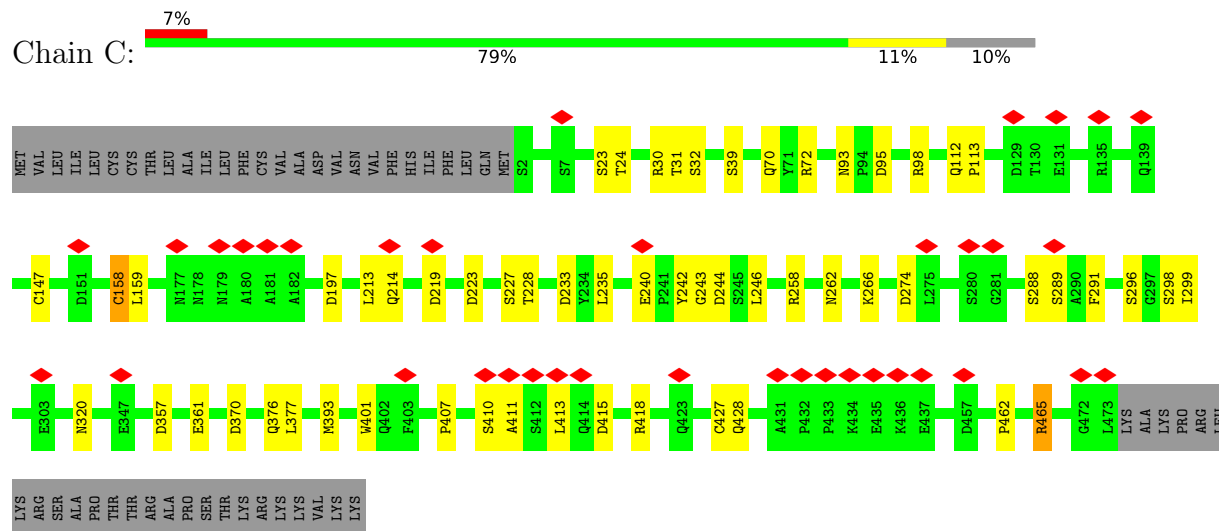 7%
Chain C:
79% 11% 10%
MET VAL LEU ILE LEU CYS CYS THR LEU ALA ILE LEU PHE CYS VAL ALA ASP VAL ASN VAL PHE HIS ILE PHE LEU GLN MET S2 S7 S23 T24 R30 T31 S32 S39 Q70 Y71 R72 N93 P94 D95 R98 Q112 P113 D129 T130 E131 R135 Q139
C147 D151 C158 L159 N177 N178 N179 A180 A181 A182 D197 L213 Q214 D219 D223 S227 T228 D233 Y234 L235 E240 P241 Y242 G243 D244 S245 L246 R258 N262 K266 D274 L275 S280 G281 S288 S289 A290 F291 S296 G297 S298 I299
E303 N320 E347 D357 E361 D370 Q376 L377 M393 W401 Q402 F403 P407 S410 A411 S412 L413 Q414 D415 R418 Q423 C427 Q428 A431 P432 P433 K434 E435 K436 E437 D457 P462 R465 G472 L473 LYS ALA LYS PRO ARG LEU
LYS ARG SER ALA PRO THR THR ARG ALA PRO SER THR LYS ARG LYS LYS VAL LYS LYS